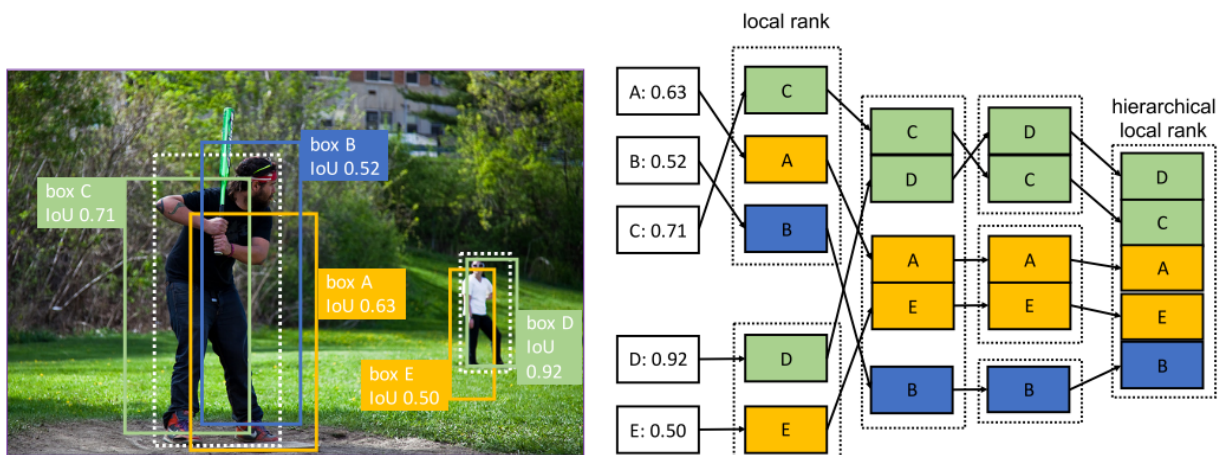 box B
IoU 0.52
box C
IoU 0.71
box A
IoU 0.63
box D
IoU
0.92
box E
IoU 0.50
local rank
hierarchical
local rank
A: 0.63
B: 0.52
C: 0.71
D: 0.92
E: 0.50
C
A
B
D
E
C
D
A
E
B
D
C
A
E
B
D
C
A
E
B